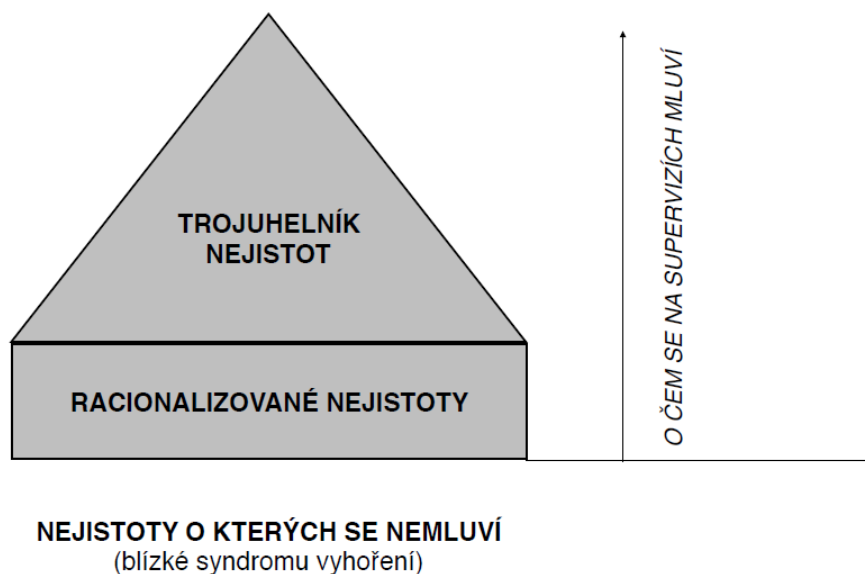 TROJUHELNÍK
NEJISTOT
RACIONALIZOVANÉ NEJISTOTY
O ČEM SE NA SUPERVIZÍCH MLUVÍ
NEJISTOTY O KTERÝCH SE NEMLUVÍ
(blízké syndromu vyhoření)